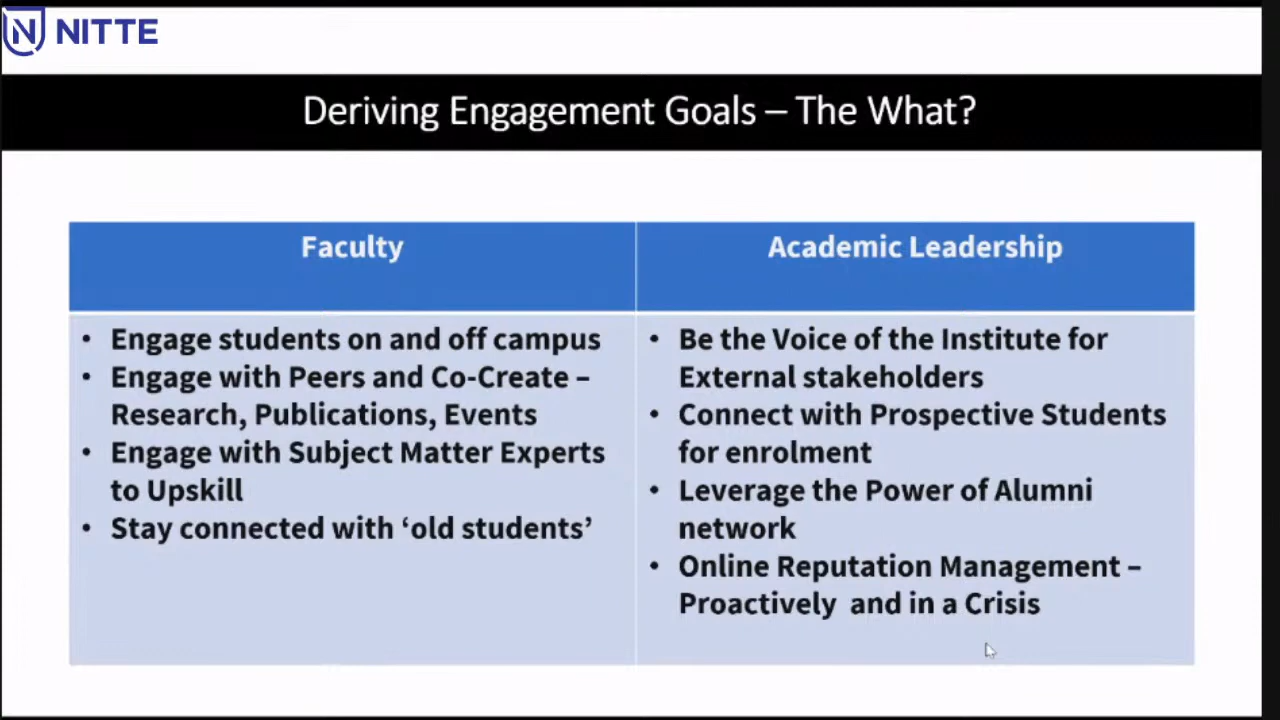 NITTE
Deriving Engagement Goals – The What?
Faculty
Academic Leadership
• Engage students on and off campus
• Engage with Peers and Co-Create –
Research, Publications, Events
• Engage with Subject Matter Experts
to Upskill
• Stay connected with ‘old students’
• Be the Voice of the Institute for
External stakeholders
• Connect with Prospective Students
for enrolment
• Leverage the Power of Alumni
network
• Online Reputation Management –
Proactively  and in a Crisis